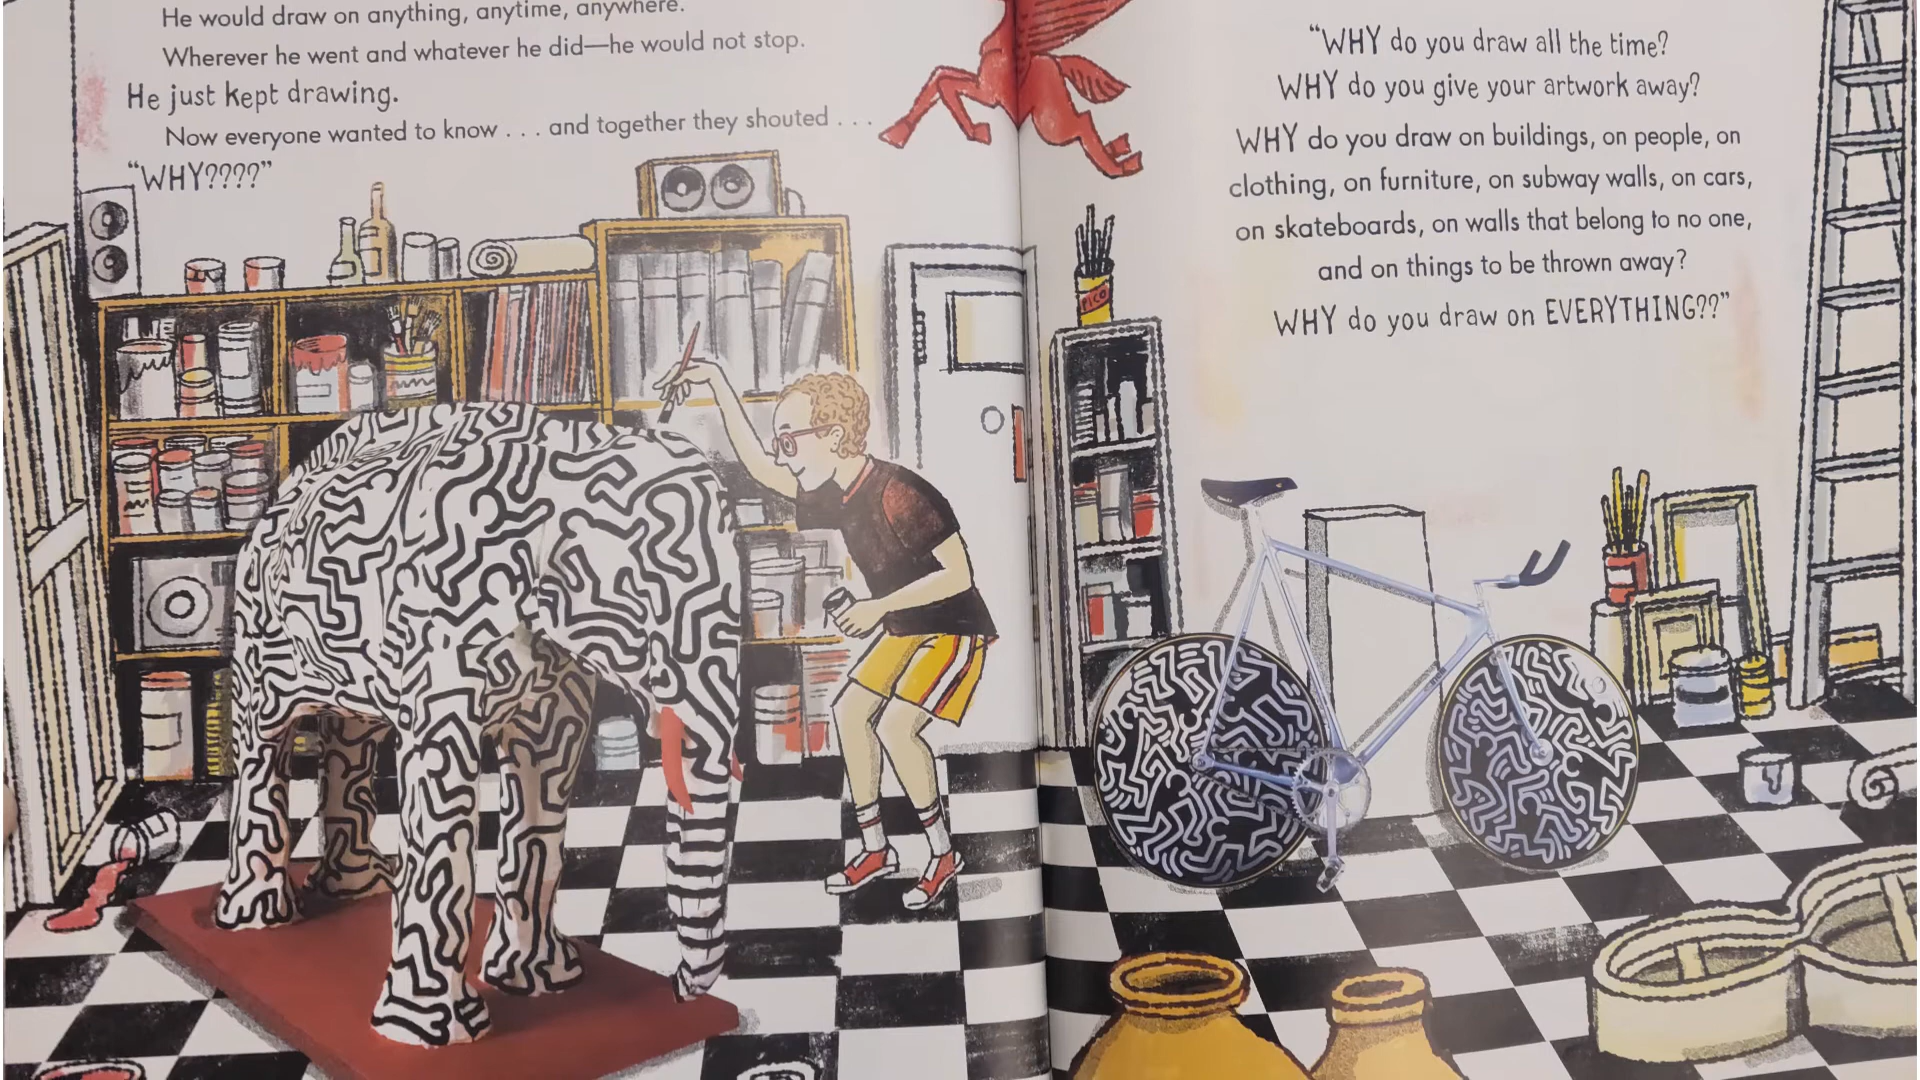 He would draw on anything, anytime, anywhere.
Wherever he went and whatever he did—he would not stop.
He just kept drawing.
Now everyone wanted to know . . . and together they shouted . . .
“WHY????”
“WHY do you draw all the time?
WHY do you give your artwork away?
WHY do you draw on buildings, on people, on
clothing, on furniture, on subway walls, on cars,
on skateboards, on walls that belong to no one,
and on things to be thrown away?
WHY do you draw on EVERYTHING??”
PICO